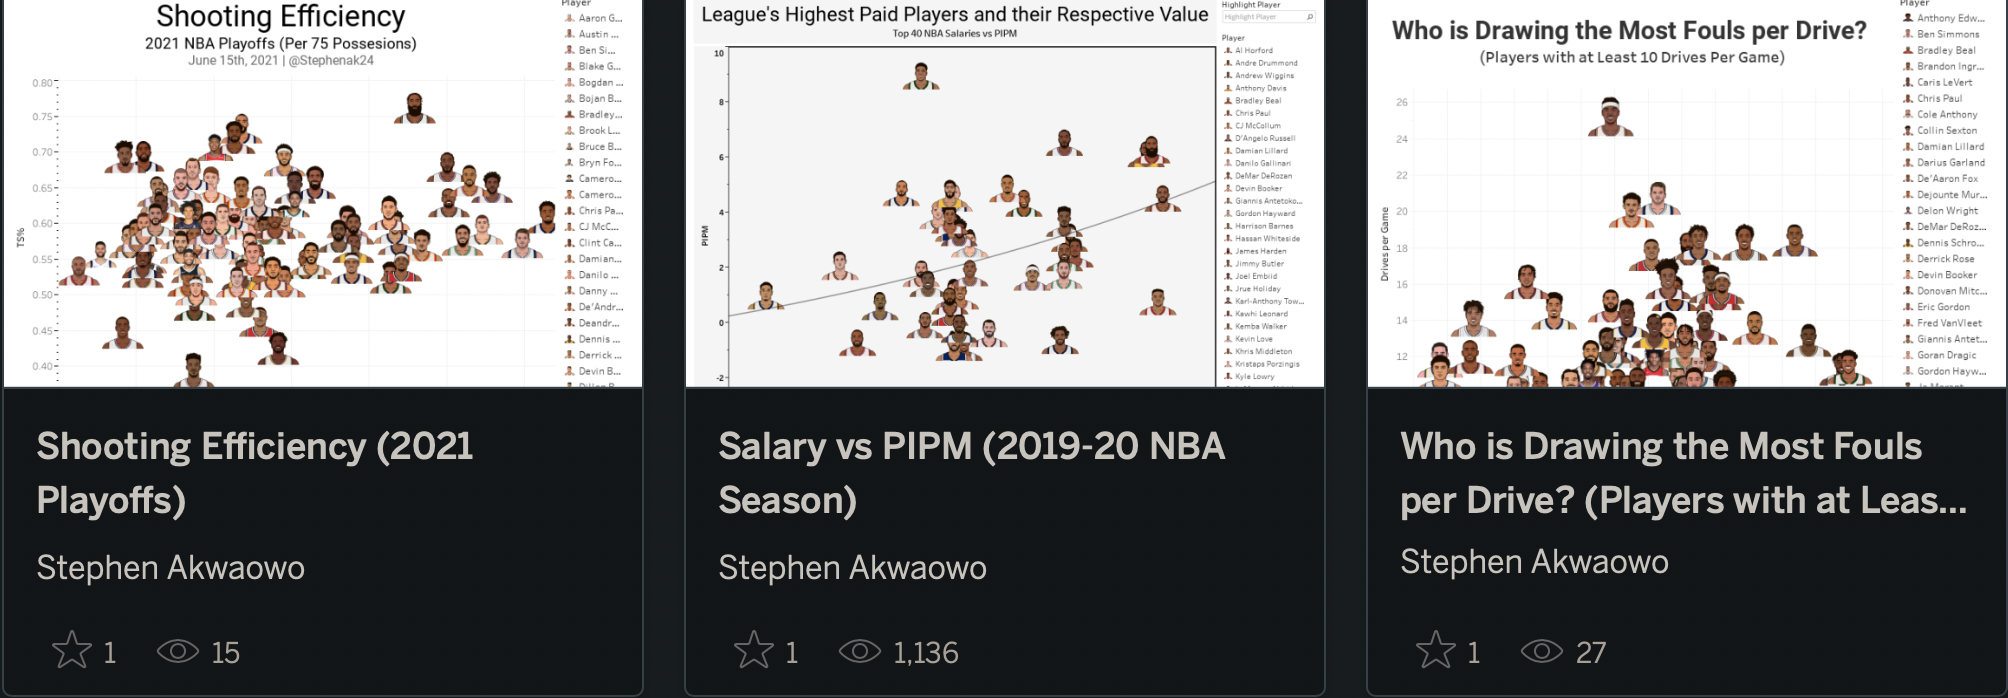 Shooting Efficiency
2021 NBA Playoffs (Per 75 Possesions)
June 15th, 2021 | @Stephenak24
0.80
0.75
0.70
0.65
0.60
0.55
0.50
0.45
0.40
TS%
Player
Aaron G...
Austin ...
Ben Si...
Blake G...
Bogdan ...
Bojan B...
Bradley...
Brook L...
Bruce B...
Bryn Fo...
Camero...
Camero...
Chris Pa...
CJ McC...
Clint Ca...
Damian...
Danilo ...
Danny ...
De'Andr...
Deandr...
Dennis ...
Derrick ...
Devin B...
Shooting Efficiency (2021
Playoffs)
Stephen Akwaowo
1
15
League's Highest Paid Players and their Respective Value
Top 40 NBA Salaries vs PIPM
10
8
6
4
2
0
-2
PIPM
Highlight Player
Highlight Player
Player
Al Horford
Andre Drummond
Andrew Wiggins
Anthony Davis
Bradley Beal
Chris Paul
CJ McCollum
D'Angelo Russell
Damian Lillard
Danilo Gallinari
DeMar DeRozan
Devin Booker
Giannis Antetoko...
Gordon Hayward
Harrison Barnes
Hassan Whiteside
James Harden
Jimmy Butler
Joel Embiid
Jrue Holiday
Karl-Anthony Tow...
Kawhi Leonard
Kemba Walker
Kevin Love
Khris Middleton
Kristaps Porzingis
Kyle Lowry
Salary vs PIPM (2019-20 NBA
Season)
Stephen Akwaowo
1
1,136
Who is Drawing the Most Fouls per Drive?
(Players with at Least 10 Drives Per Game)
26
24
22
20
18
16
14
12
Drives per Game
Player
Anthony Edw...
Ben Simmons
Bradley Beal
Brandon Ingr...
Caris LeVert
Chris Paul
Cole Anthony
Collin Sexton
Damian Lillard
Darius Garland
De'Aaron Fox
Dejounte Mur...
Delon Wright
DeMar DeRoz...
Dennis Schro...
Derrick Rose
Devin Booker
Donovan Mitc...
Eric Gordon
Fred VanVleet
Giannis Antet...
Goran Dragic
Gordon Hayw...
Who is Drawing the Most Fouls
per Drive? (Players with at Leas...
Stephen Akwaowo
1
27